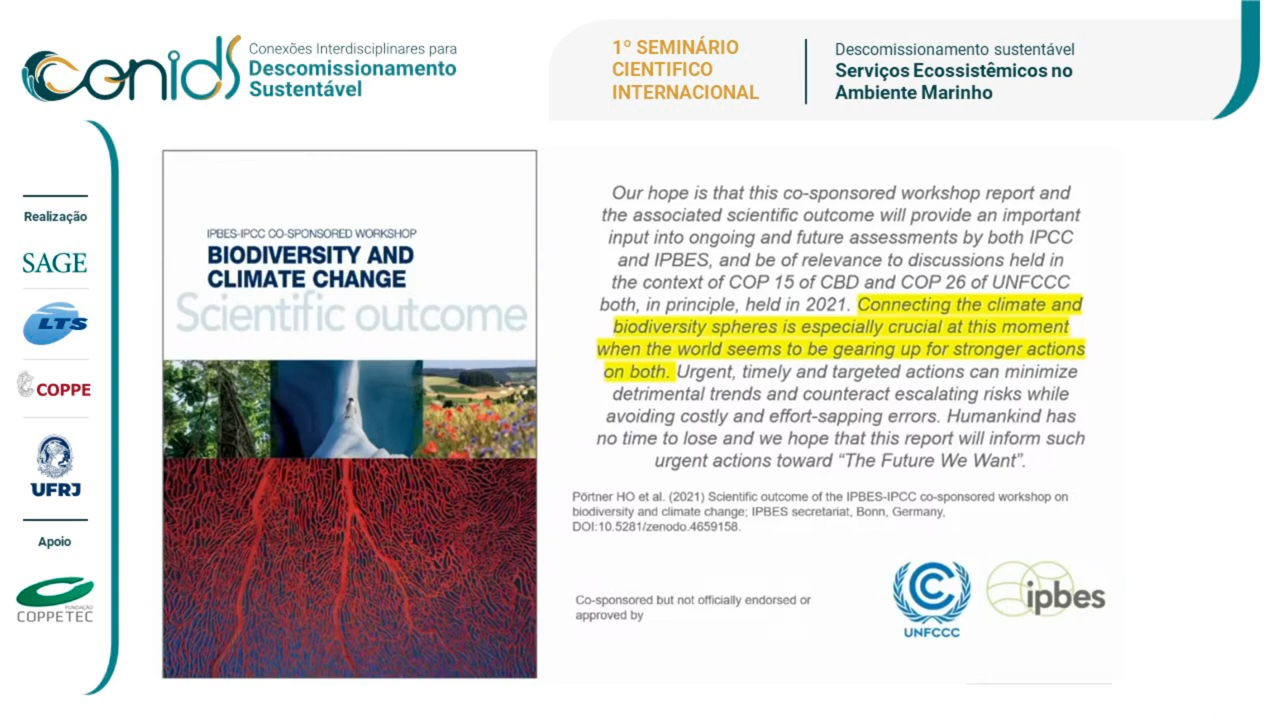 conids
Conexões Interdisciplinares para
Descomissionamento
Sustentável
1º SEMINÁRIO
CIENTIFICO
INTERNACIONAL
Descomissionamento sustentável
Serviços Ecossistêmicos no
Ambiente Marinho
Realização
SAGE
LTS
COPPE
UFRJ
Apoio
FUNDAÇÃO
COPPETEC
IPBES-IPCC CO-SPONSORED WORKSHOP
BIODIVERSITY AND
CLIMATE CHANGE
Scientific outcome
Our hope is that this co-sponsored workshop report and
the associated scientific outcome will provide an important
input into ongoing and future assessments by both IPCC
and IPBES, and be of relevance to discussions held in
the context of COP 15 of CBD and COP 26 of UNFCCC
both, in principle, held in 2021. Connecting the climate and
biodiversity spheres is especially crucial at this moment
when the world seems to be gearing up for stronger actions
on both. Urgent, timely and targeted actions can minimize
detrimental trends and counteract escalating risks while
avoiding costly and effort-sapping errors. Humankind has
no time to lose and we hope that this report will inform such
urgent actions toward “The Future We Want”.
Pörtner HO et al. (2021) Scientific outcome of the IPBES-IPCC co-sponsored workshop on
biodiversity and climate change; IPBES secretariat, Bonn, Germany,
DOI:10.5281/zenodo.4659158.
Co-sponsored but not officially endorsed or
approved by
UNFCCC
ipbes